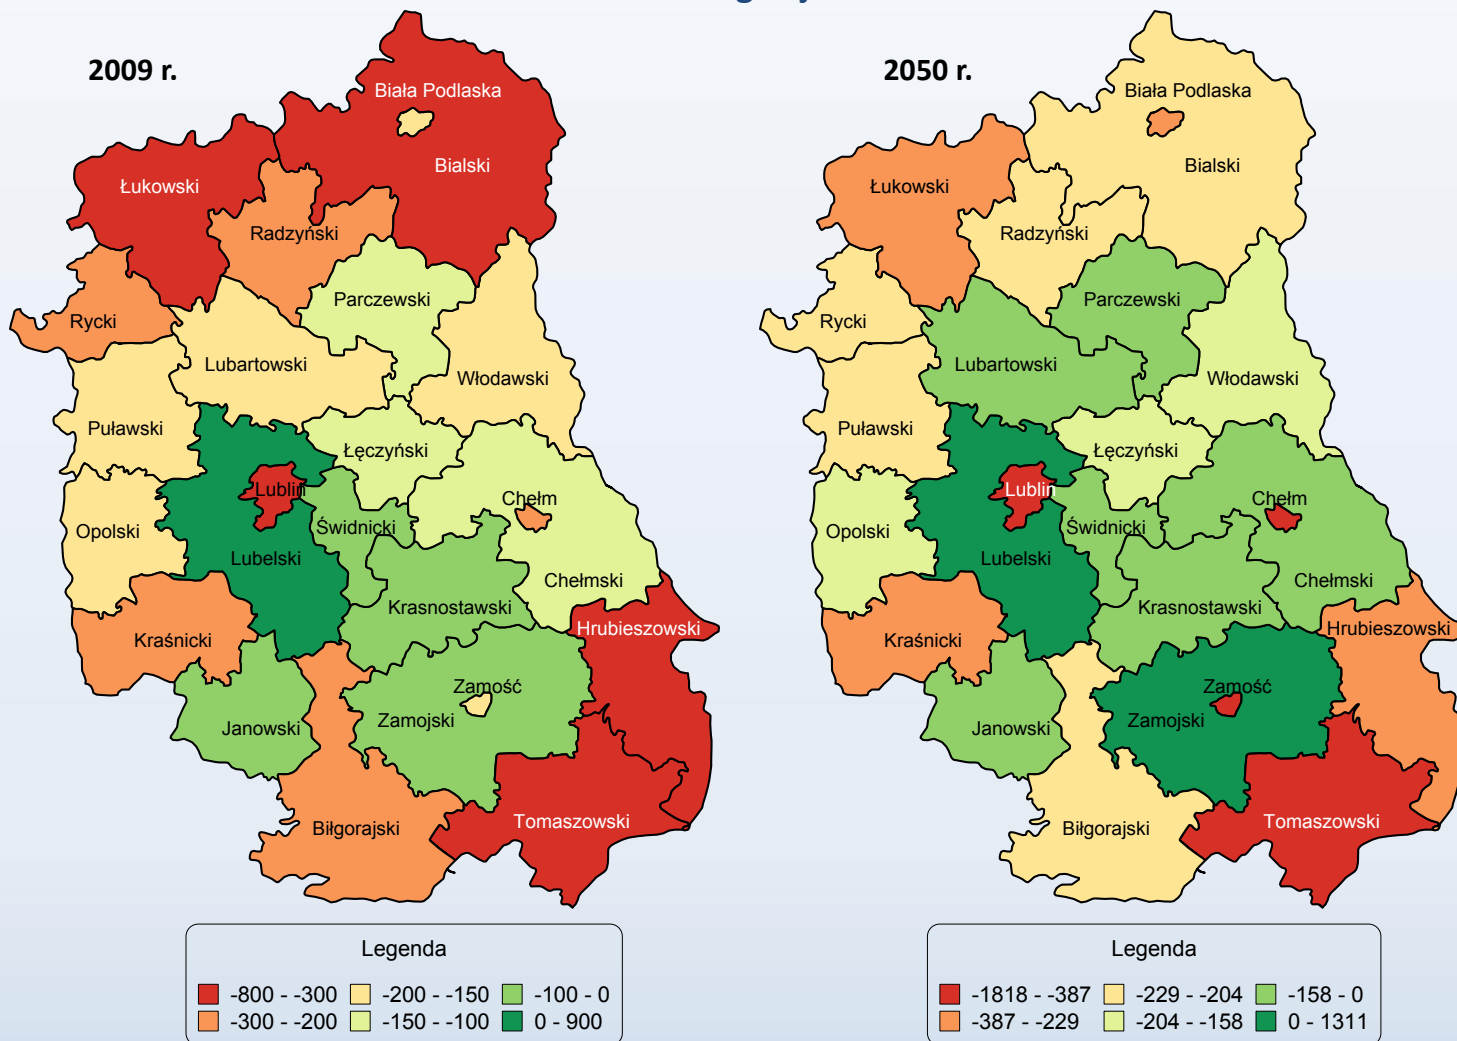 2009 r.
Biała Podlaska
Bialski
Łukowski
Radzyński
Parczewski
Rycki
Lubartowski
Włodawski
Puławski
Łęczyński
Lublin
Chełm
Opolski
Świdnicki
Lubelski
Chełmski
Krasnostawski
Hrubieszowski
Kraśnicki
Zamość
Zamojski
Janowski
Biłgorajski
Tomaszowski
Legenda
-800 - -300 -200 - -150 -100 - 0
-300 - -200 -150 - -100 0 - 900
2050 r.
Biała Podlaska
Bialski
Łukowski
Radzyński
Parczewski
Rycki
Lubartowski
Włodawski
Puławski
Łęczyński
Lublin
Chełm
Opolski
Świdnicki
Lubelski
Chełmski
Krasnostawski
Hrubieszowski
Kraśnicki
Zamość
Zamojski
Janowski
Biłgorajski
Tomaszowski
Legenda
-1818 - -387 -229 - -204 -158 - 0
-387 - -229 -204 - -158 0 - 1311